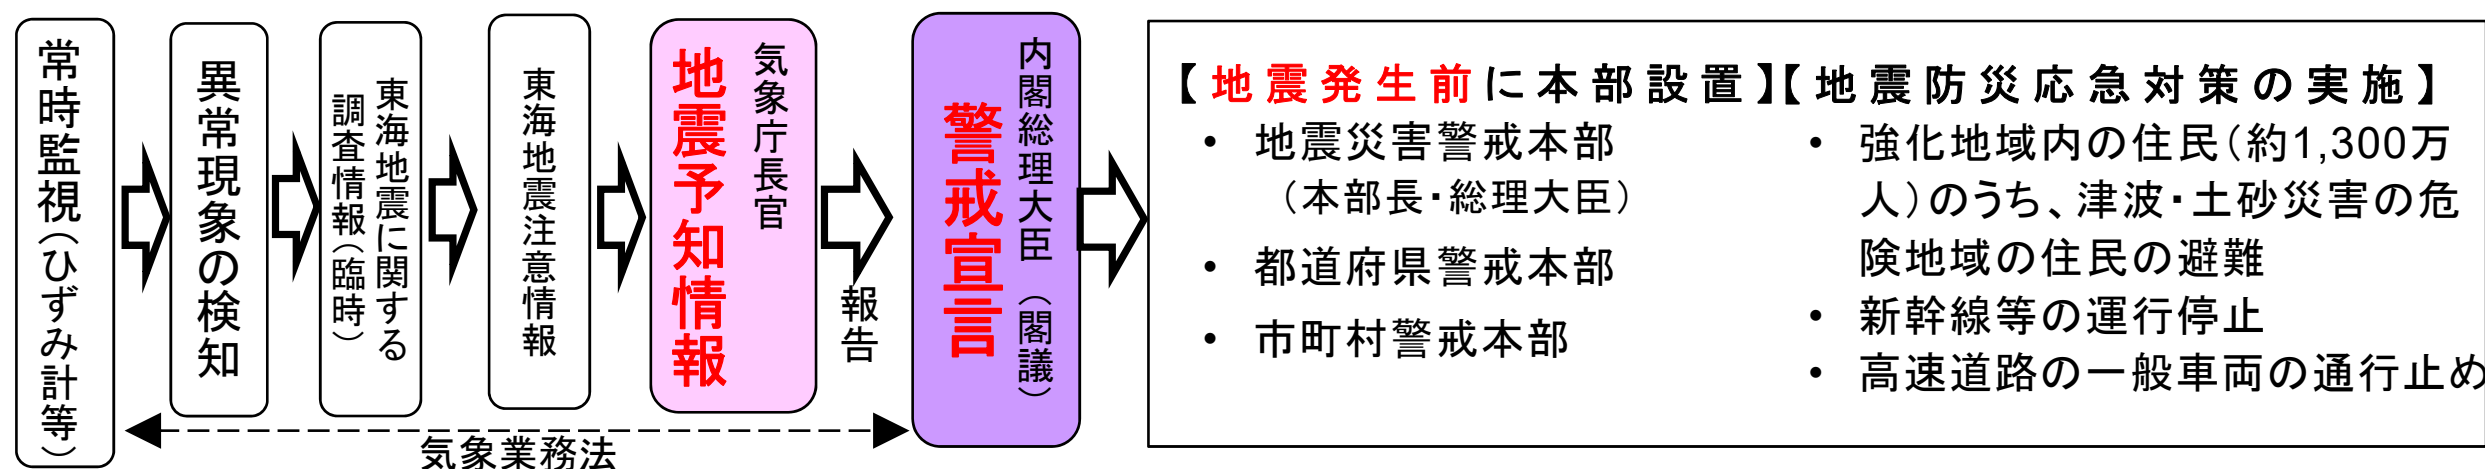 常時監視（ひずみ計等）
異常現象の検知
東海地震に関する
調査情報（臨時）
東海地震注意情報
気象庁長官
地震予知情報
報告
内閣総理大臣（閣議）
警戒宣言
気象業務法
【地震発生前に本部設置】
• 地震災害警戒本部
（本部長・総理大臣）
• 都道府県警戒本部
• 市町村警戒本部
【地震防災応急対策の実施】
• 強化地域内の住民（約1,300万
人）のうち、津波・土砂災害の危
険地域の住民の避難
• 新幹線等の運行停止
• 高速道路の一般車両の通行止め